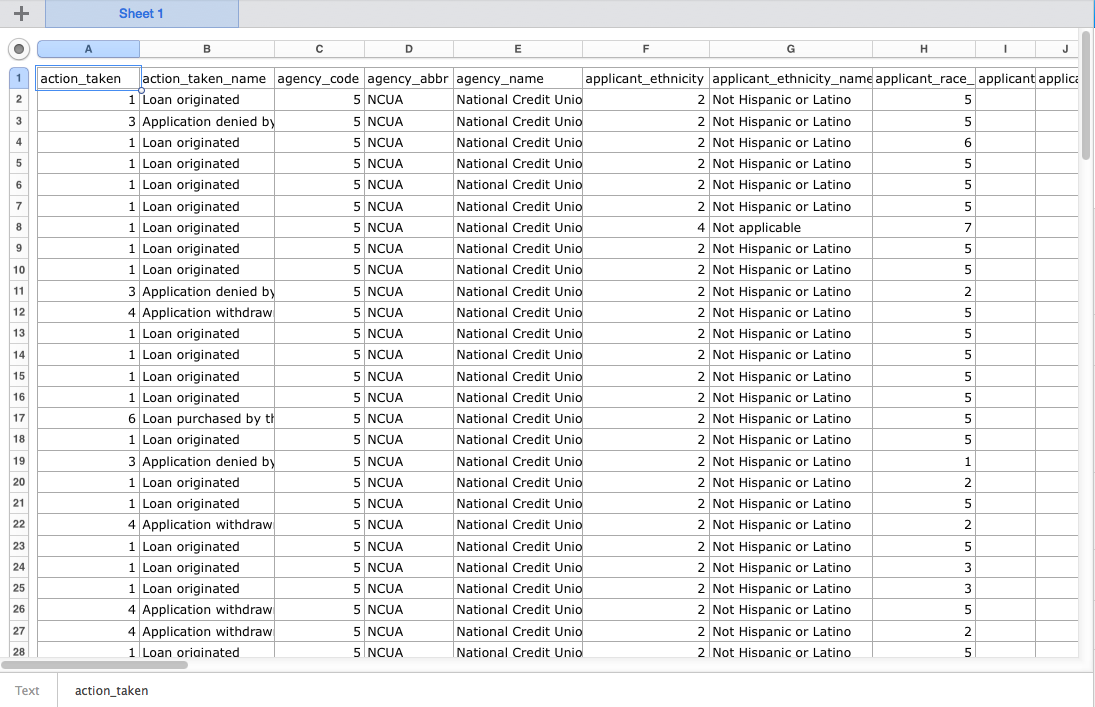 + Sheet 1
A B C D E F G H I J
1 action_taken action_taken_name agency_code agency_abbr agency_name applicant_ethnicity applicant_ethnicity_name applicant_race_ applicant applica
2 1 Loan originated 5 NCUA National Credit Unio 2 Not Hispanic or Latino 5
3 3 Application denied by 5 NCUA National Credit Unio 2 Not Hispanic or Latino 5
4 1 Loan originated 5 NCUA National Credit Unio 2 Not Hispanic or Latino 6
5 1 Loan originated 5 NCUA National Credit Unio 2 Not Hispanic or Latino 5
6 1 Loan originated 5 NCUA National Credit Unio 2 Not Hispanic or Latino 5
7 1 Loan originated 5 NCUA National Credit Unio 2 Not Hispanic or Latino 5
8 1 Loan originated 5 NCUA National Credit Unio 4 Not applicable 7
9 1 Loan originated 5 NCUA National Credit Unio 2 Not Hispanic or Latino 5
10 1 Loan originated 5 NCUA National Credit Unio 2 Not Hispanic or Latino 5
11 3 Application denied by 5 NCUA National Credit Unio 2 Not Hispanic or Latino 2
12 4 Application withdraw 5 NCUA National Credit Unio 2 Not Hispanic or Latino 5
13 1 Loan originated 5 NCUA National Credit Unio 2 Not Hispanic or Latino 5
14 1 Loan originated 5 NCUA National Credit Unio 2 Not Hispanic or Latino 5
15 1 Loan originated 5 NCUA National Credit Unio 2 Not Hispanic or Latino 5
16 1 Loan originated 5 NCUA National Credit Unio 2 Not Hispanic or Latino 5
17 6 Loan purchased by th 5 NCUA National Credit Unio 2 Not Hispanic or Latino 5
18 1 Loan originated 5 NCUA National Credit Unio 2 Not Hispanic or Latino 5
19 3 Application denied by 5 NCUA National Credit Unio 2 Not Hispanic or Latino 1
20 1 Loan originated 5 NCUA National Credit Unio 2 Not Hispanic or Latino 2
21 1 Loan originated 5 NCUA National Credit Unio 2 Not Hispanic or Latino 5
22 4 Application withdraw 5 NCUA National Credit Unio 2 Not Hispanic or Latino 2
23 1 Loan originated 5 NCUA National Credit Unio 2 Not Hispanic or Latino 5
24 1 Loan originated 5 NCUA National Credit Unio 2 Not Hispanic or Latino 3
25 1 Loan originated 5 NCUA National Credit Unio 2 Not Hispanic or Latino 3
26 4 Application withdraw 5 NCUA National Credit Unio 2 Not Hispanic or Latino 5
27 4 Application withdraw 5 NCUA National Credit Unio 2 Not Hispanic or Latino 2
28 1 Loan originated 5 NCUA National Credit Unio 2 Not Hispanic or Latino 5
Text action_taken